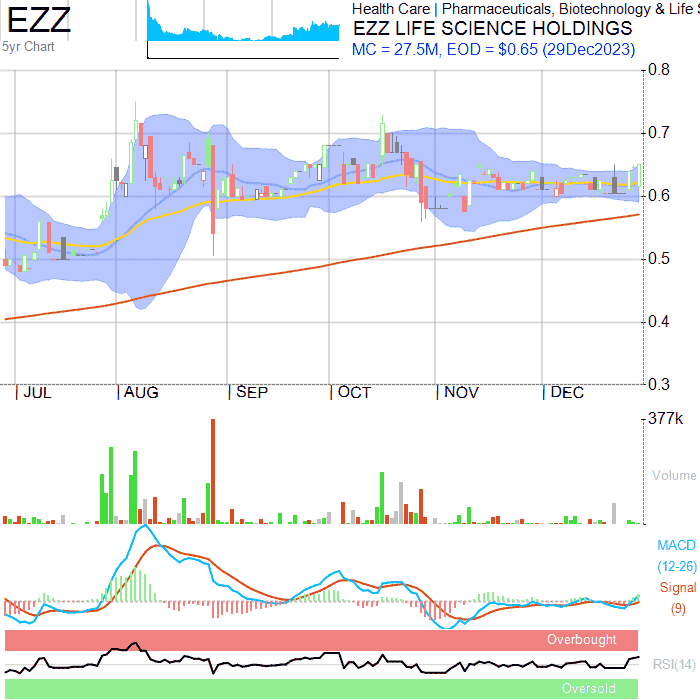 EZZ
5yr Chart
Health Care | Pharmaceuticals, Biotechnology & Life S
EZZ LIFE SCIENCE HOLDINGS
MC = 27.5M, EOD = $0.65 (29Dec2023)
0.8
0.7
0.6
0.5
0.4
0.3
JUL
AUG
SEP
OCT
NOV
DEC
377k
Volume
MACD
(12-26)
Signal
(9)
Overbought
RSI(14)
Oversold